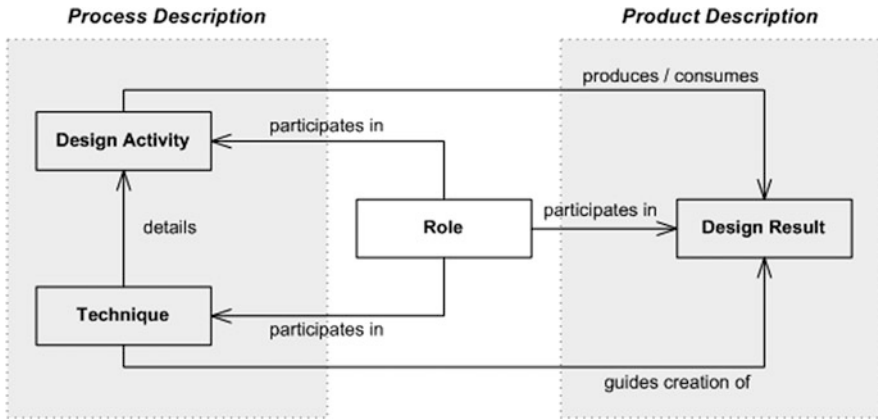 Process Description
Product Description
produces / consumes
participates in
Design Activity
participates in
details
Role
Design Result
Technique
participates in
guides creation of